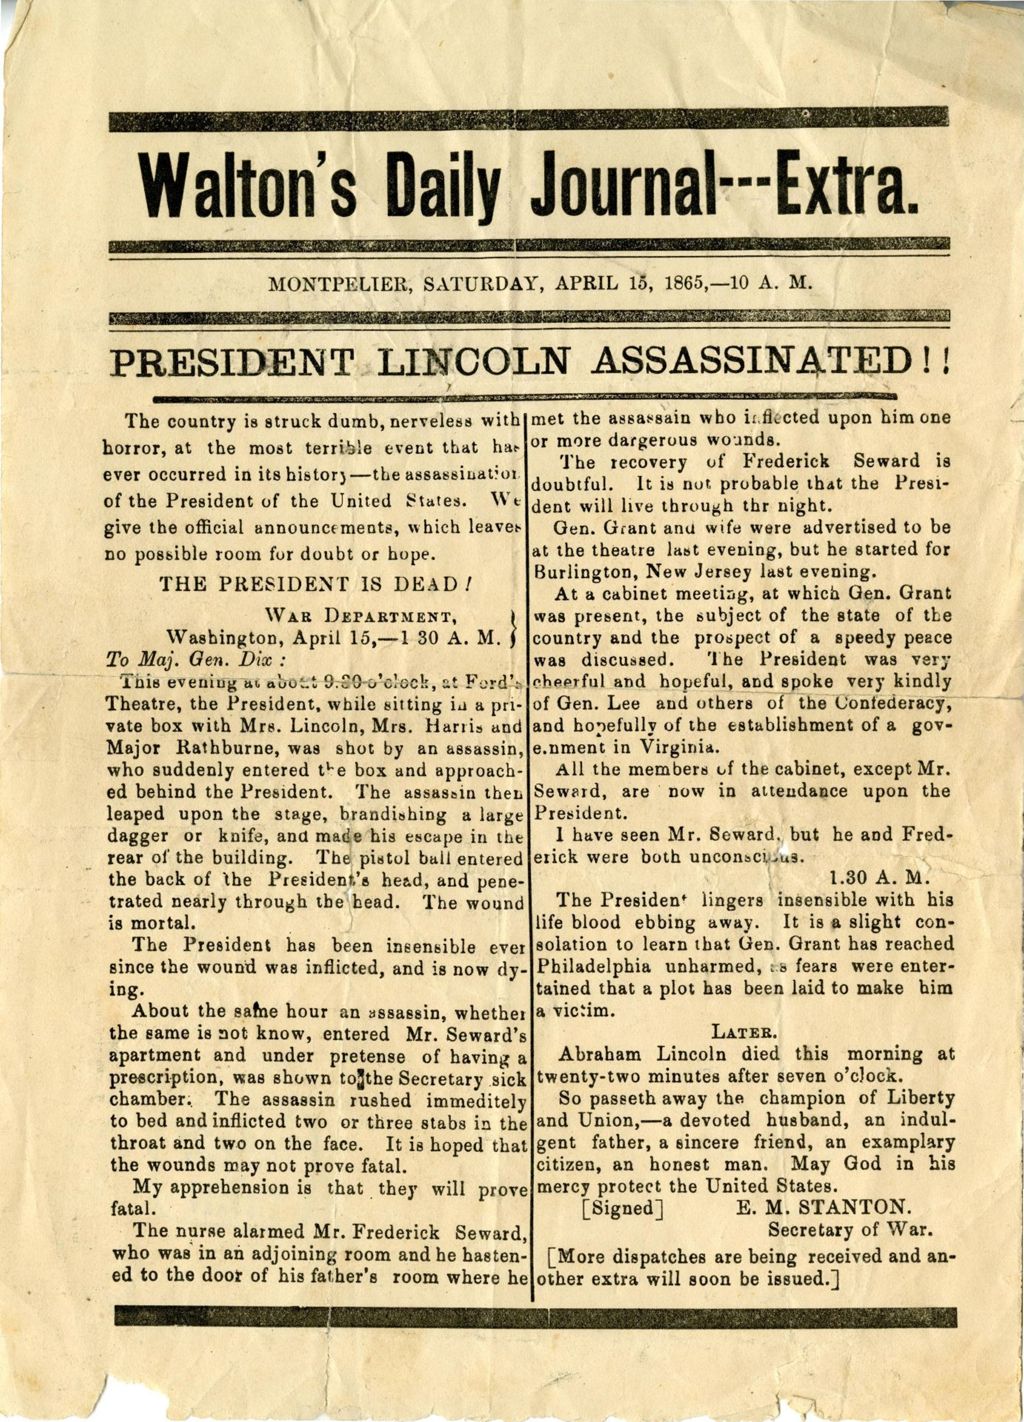 Walton's Daily Journal---Extra.
MONTPELIER, SATURDAY, APRIL 15, 1865,—10 A. M.
PRESIDENT LINCOLN ASSASSINATED!!
The country is struck dumb, nerveless with
horror, at the most terrible event that has
ever occurred in its history—the assassination
of the President of the United States. We
give the official announcements, which leaves
no possible room for doubt or hope.
THE PRESIDENT IS DEAD!
WAR DEPARTMENT, }
Washington, April 15,—1 30 A. M. }
To Maj. Gen. Dix:
This evening at about 9.30 o'clock, at Ford's
Theatre, the President, while sitting in a pri-
vate box with Mrs. Lincoln, Mrs. Harris and
Major Rathburne, was shot by an assassin,
who suddenly entered the box and approach-
ed behind the President. The assassin then
leaped upon the stage, brandishing a large
dagger or knife, and made his escape in the
rear of the building. The pistol ball entered
the back of the President's head, and pene-
trated nearly through the head. The wound
is mortal.
The President has been insensible ever
since the wound was inflicted, and is now dy-
ing.
About the same hour an assassin, whether
the same is not know, entered Mr. Seward's
apartment and under pretense of having a
prescription, was shown to the Secretary sick
chamber. The assassin rushed immeditely
to bed and inflicted two or three stabs in the
throat and two on the face. It is hoped that
the wounds may not prove fatal.
My apprehension is that they will prove
fatal.
The nurse alarmed Mr. Frederick Seward,
who was in an adjoining room and he hasten-
ed to the door of his father's room where he
met the assassain who inflicted upon him one
or more dargerous wounds.
The recovery of Frederick Seward is
doubtful. It is not probable that the Presi-
dent will live through thr night.
Gen. Grant and wife were advertised to be
at the theatre last evening, but he started for
Burlington, New Jersey last evening.
At a cabinet meeting, at which Gen. Grant
was present, the subject of the state of the
country and the prospect of a speedy peace
was discussed. The President was very
cheerful and hopeful, and spoke very kindly
of Gen. Lee and others of the Confederacy,
and hopefully of the establishment of a gov-
ernment in Virginia.
All the members of the cabinet, except Mr.
Seward, are now in attendance upon the
President.
I have seen Mr. Seward, but he and Fred-
erick were both unconscious.
1.30 A. M.
The President lingers insensible with his
life blood ebbing away. It is a slight con-
solation to learn that Gen. Grant has reached
Philadelphia unharmed, as fears were enter-
tained that a plot has been laid to make him
a victim.
LATER.
Abraham Lincoln died this morning at
twenty-two minutes after seven o'clock.
So passeth away the champion of Liberty
and Union,—a devoted husband, an indul-
gent father, a sincere friend, an examplary
citizen, an honest man. May God in his
mercy protect the United States.
[Signed] E. M. STANTON.
Secretary of War.
[More dispatches are being received and an-
other extra will soon be issued.]